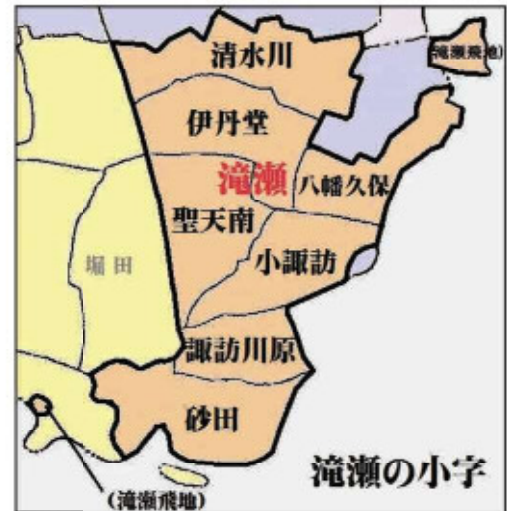 清水川
(滝瀬飛地)
伊丹堂
滝瀬
八幡久保
聖天南
小諏訪
堀田
諏訪川原
砂田
滝瀬の小字
(滝瀬飛地)